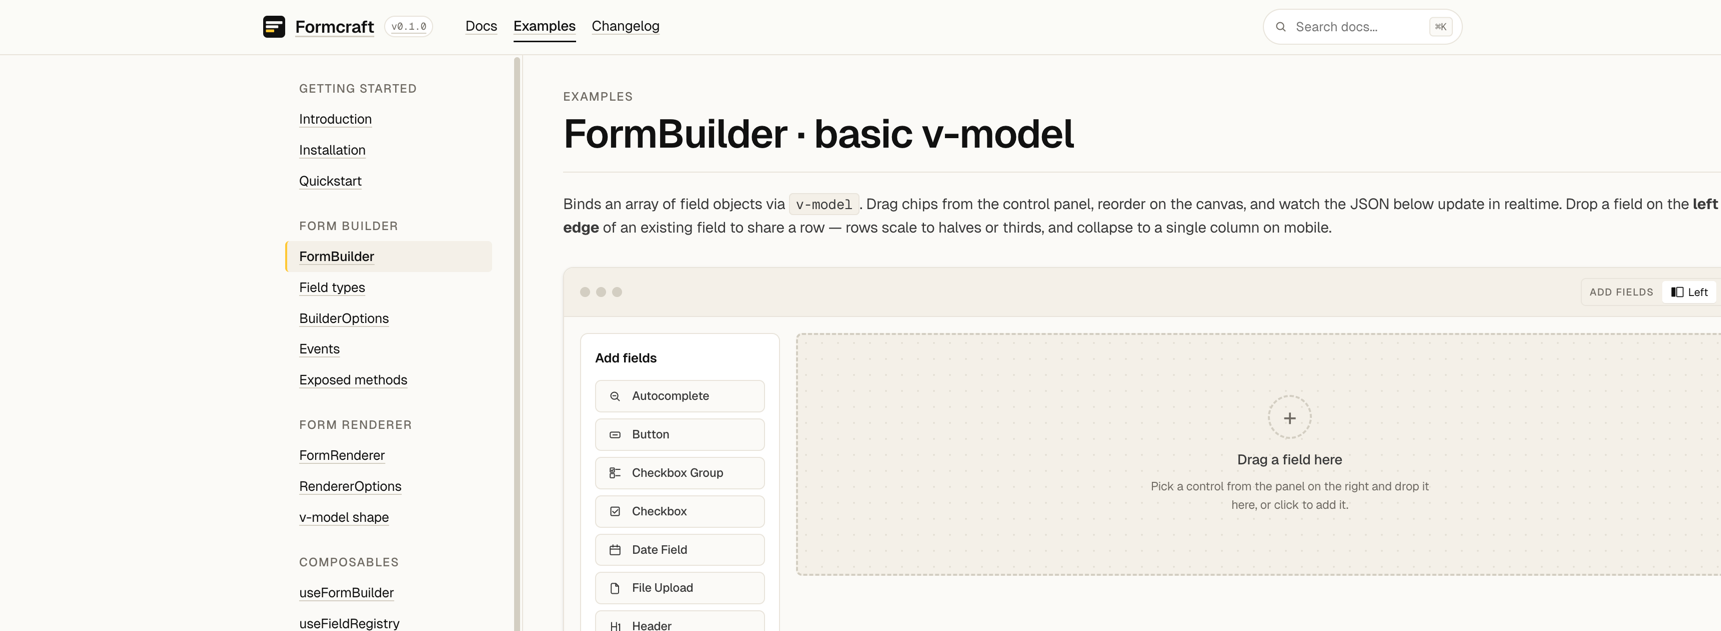 Formcraft v0.1.0 Docs Examples Changelog Search docs... ⌘K
GETTING STARTED
Introduction
Installation
Quickstart
FORM BUILDER
FormBuilder
Field types
BuilderOptions
Events
Exposed methods
FORM RENDERER
FormRenderer
RendererOptions
v-model shape
COMPOSABLES
useFormBuilder
useFieldRegistry
EXAMPLES
FormBuilder · basic v-model
Binds an array of field objects via v-model. Drag chips from the control panel, reorder on the canvas, and watch the JSON below update in realtime. Drop a field on the left
edge of an existing field to share a row — rows scale to halves or thirds, and collapse to a single column on mobile.
ADD FIELDS Left
Add fields
Autocomplete
Button
Checkbox Group
Checkbox
Date Field
File Upload
H1 Header
Drag a field here
Pick a control from the panel on the right and drop it
here, or click to add it.